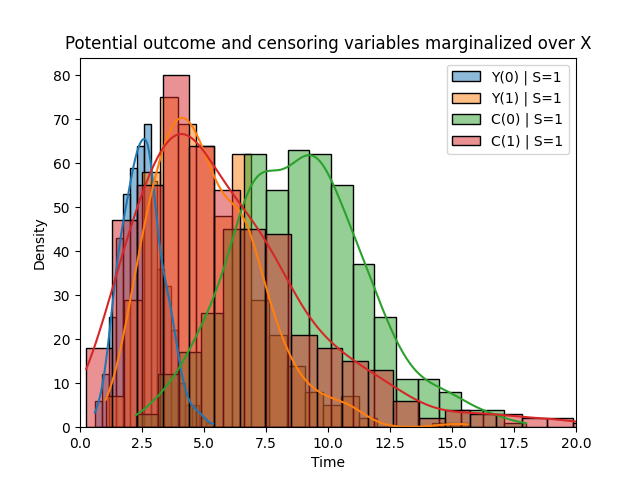 Potential outcome and censoring variables marginalized over X
Y(0) | S=1
Y(1) | S=1
C(0) | S=1
C(1) | S=1
Density
80
70
60
50
40
30
20
10
0
0.0 2.5 5.0 7.5 10.0 12.5 15.0 17.5 20.0
Time